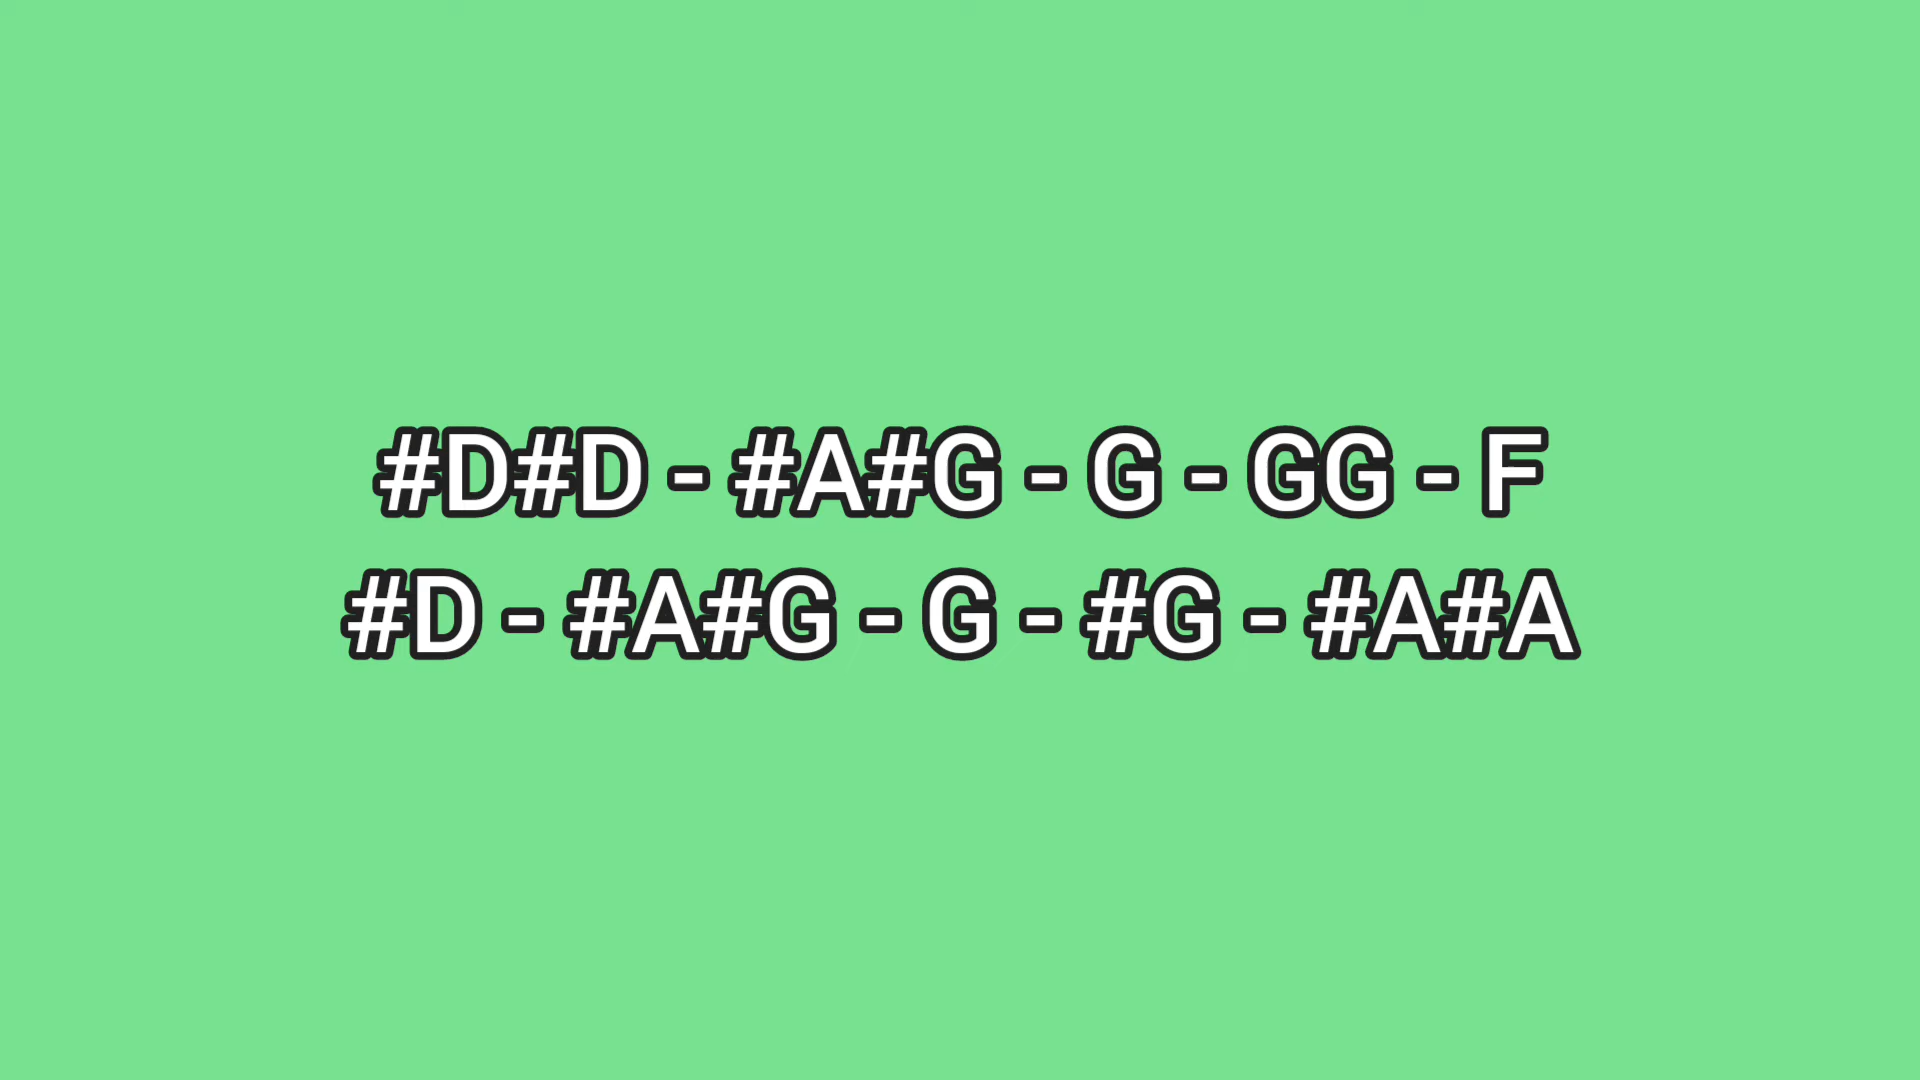 #D#D - #A#G - G - GG - F
#D - #A#G - G - #G - #A#A